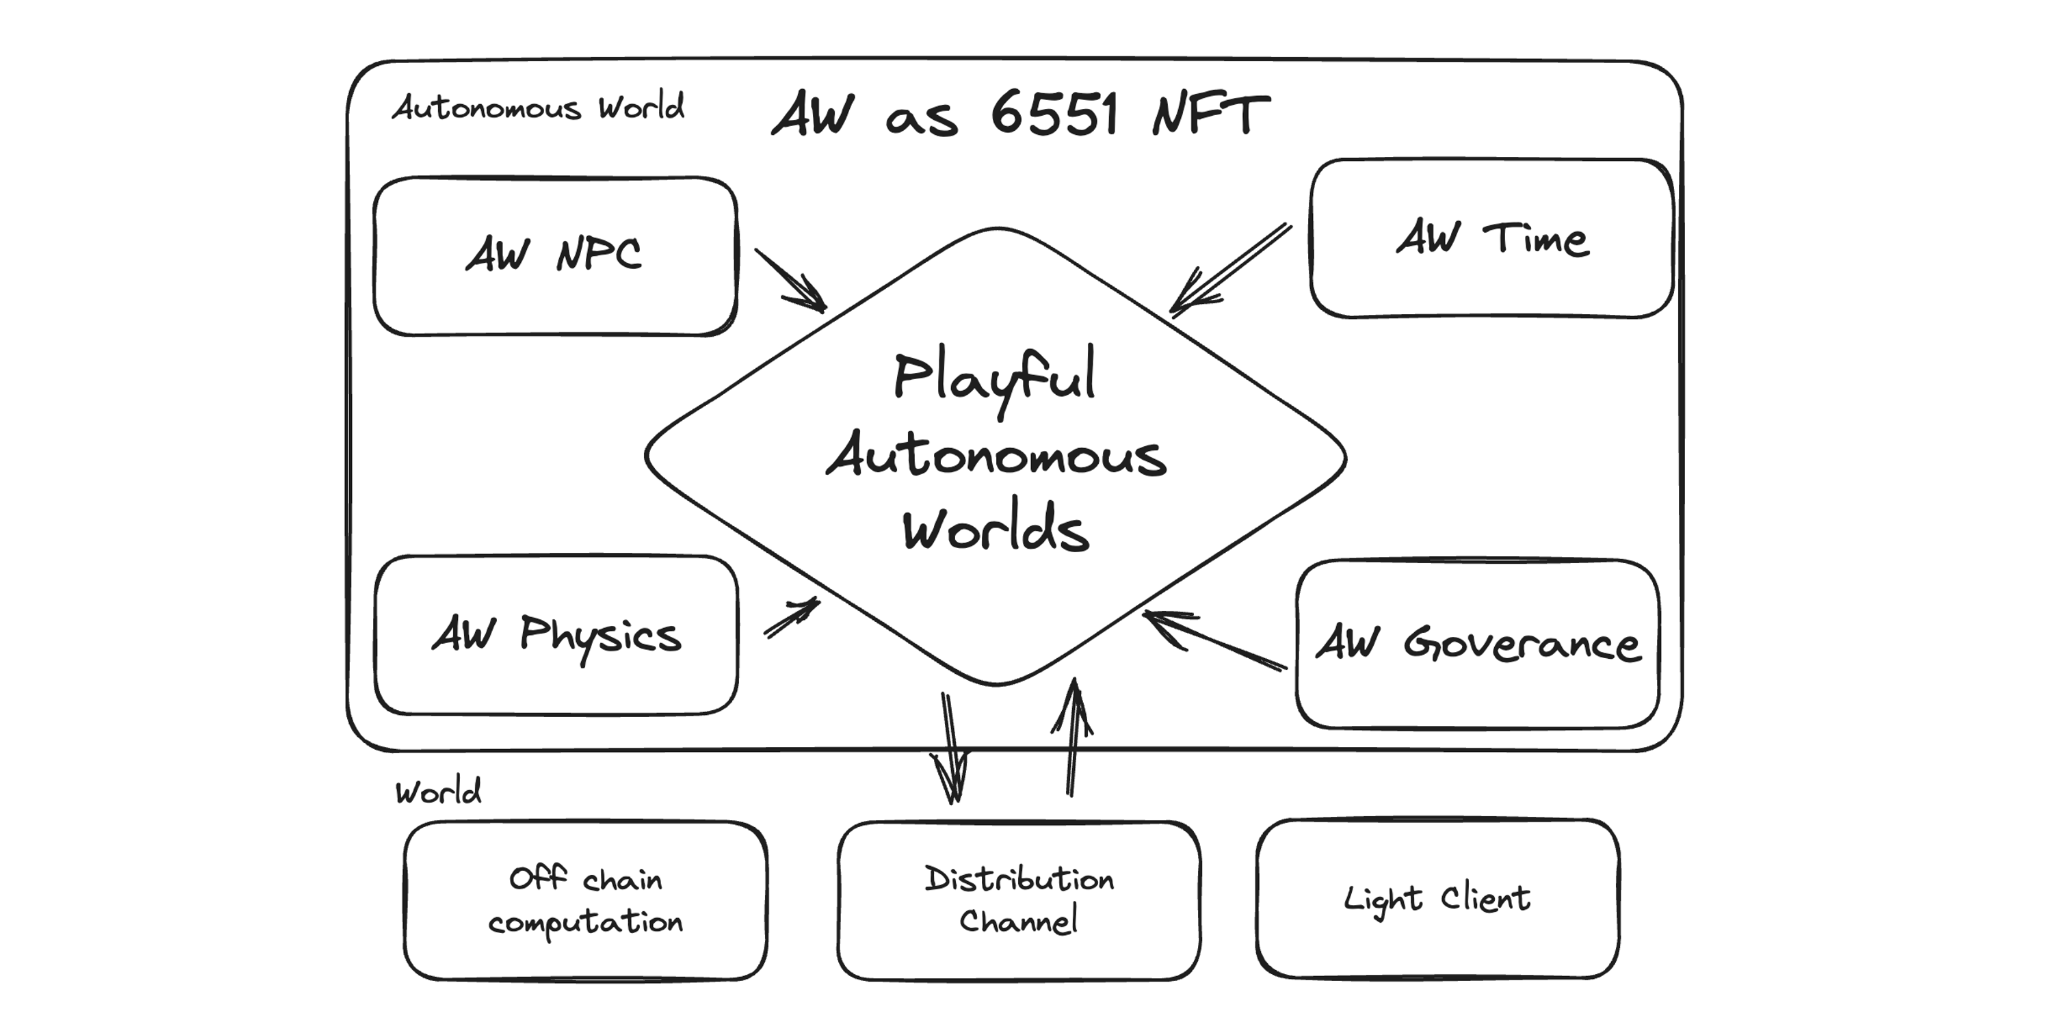 Autonomous World
AW as 6551 NFT
AW NPC
AW Time
Playful
Autonomous
Worlds
AW Physics
AW Goverance
World
Off chain
computation
Distribution
Channel
Light Client